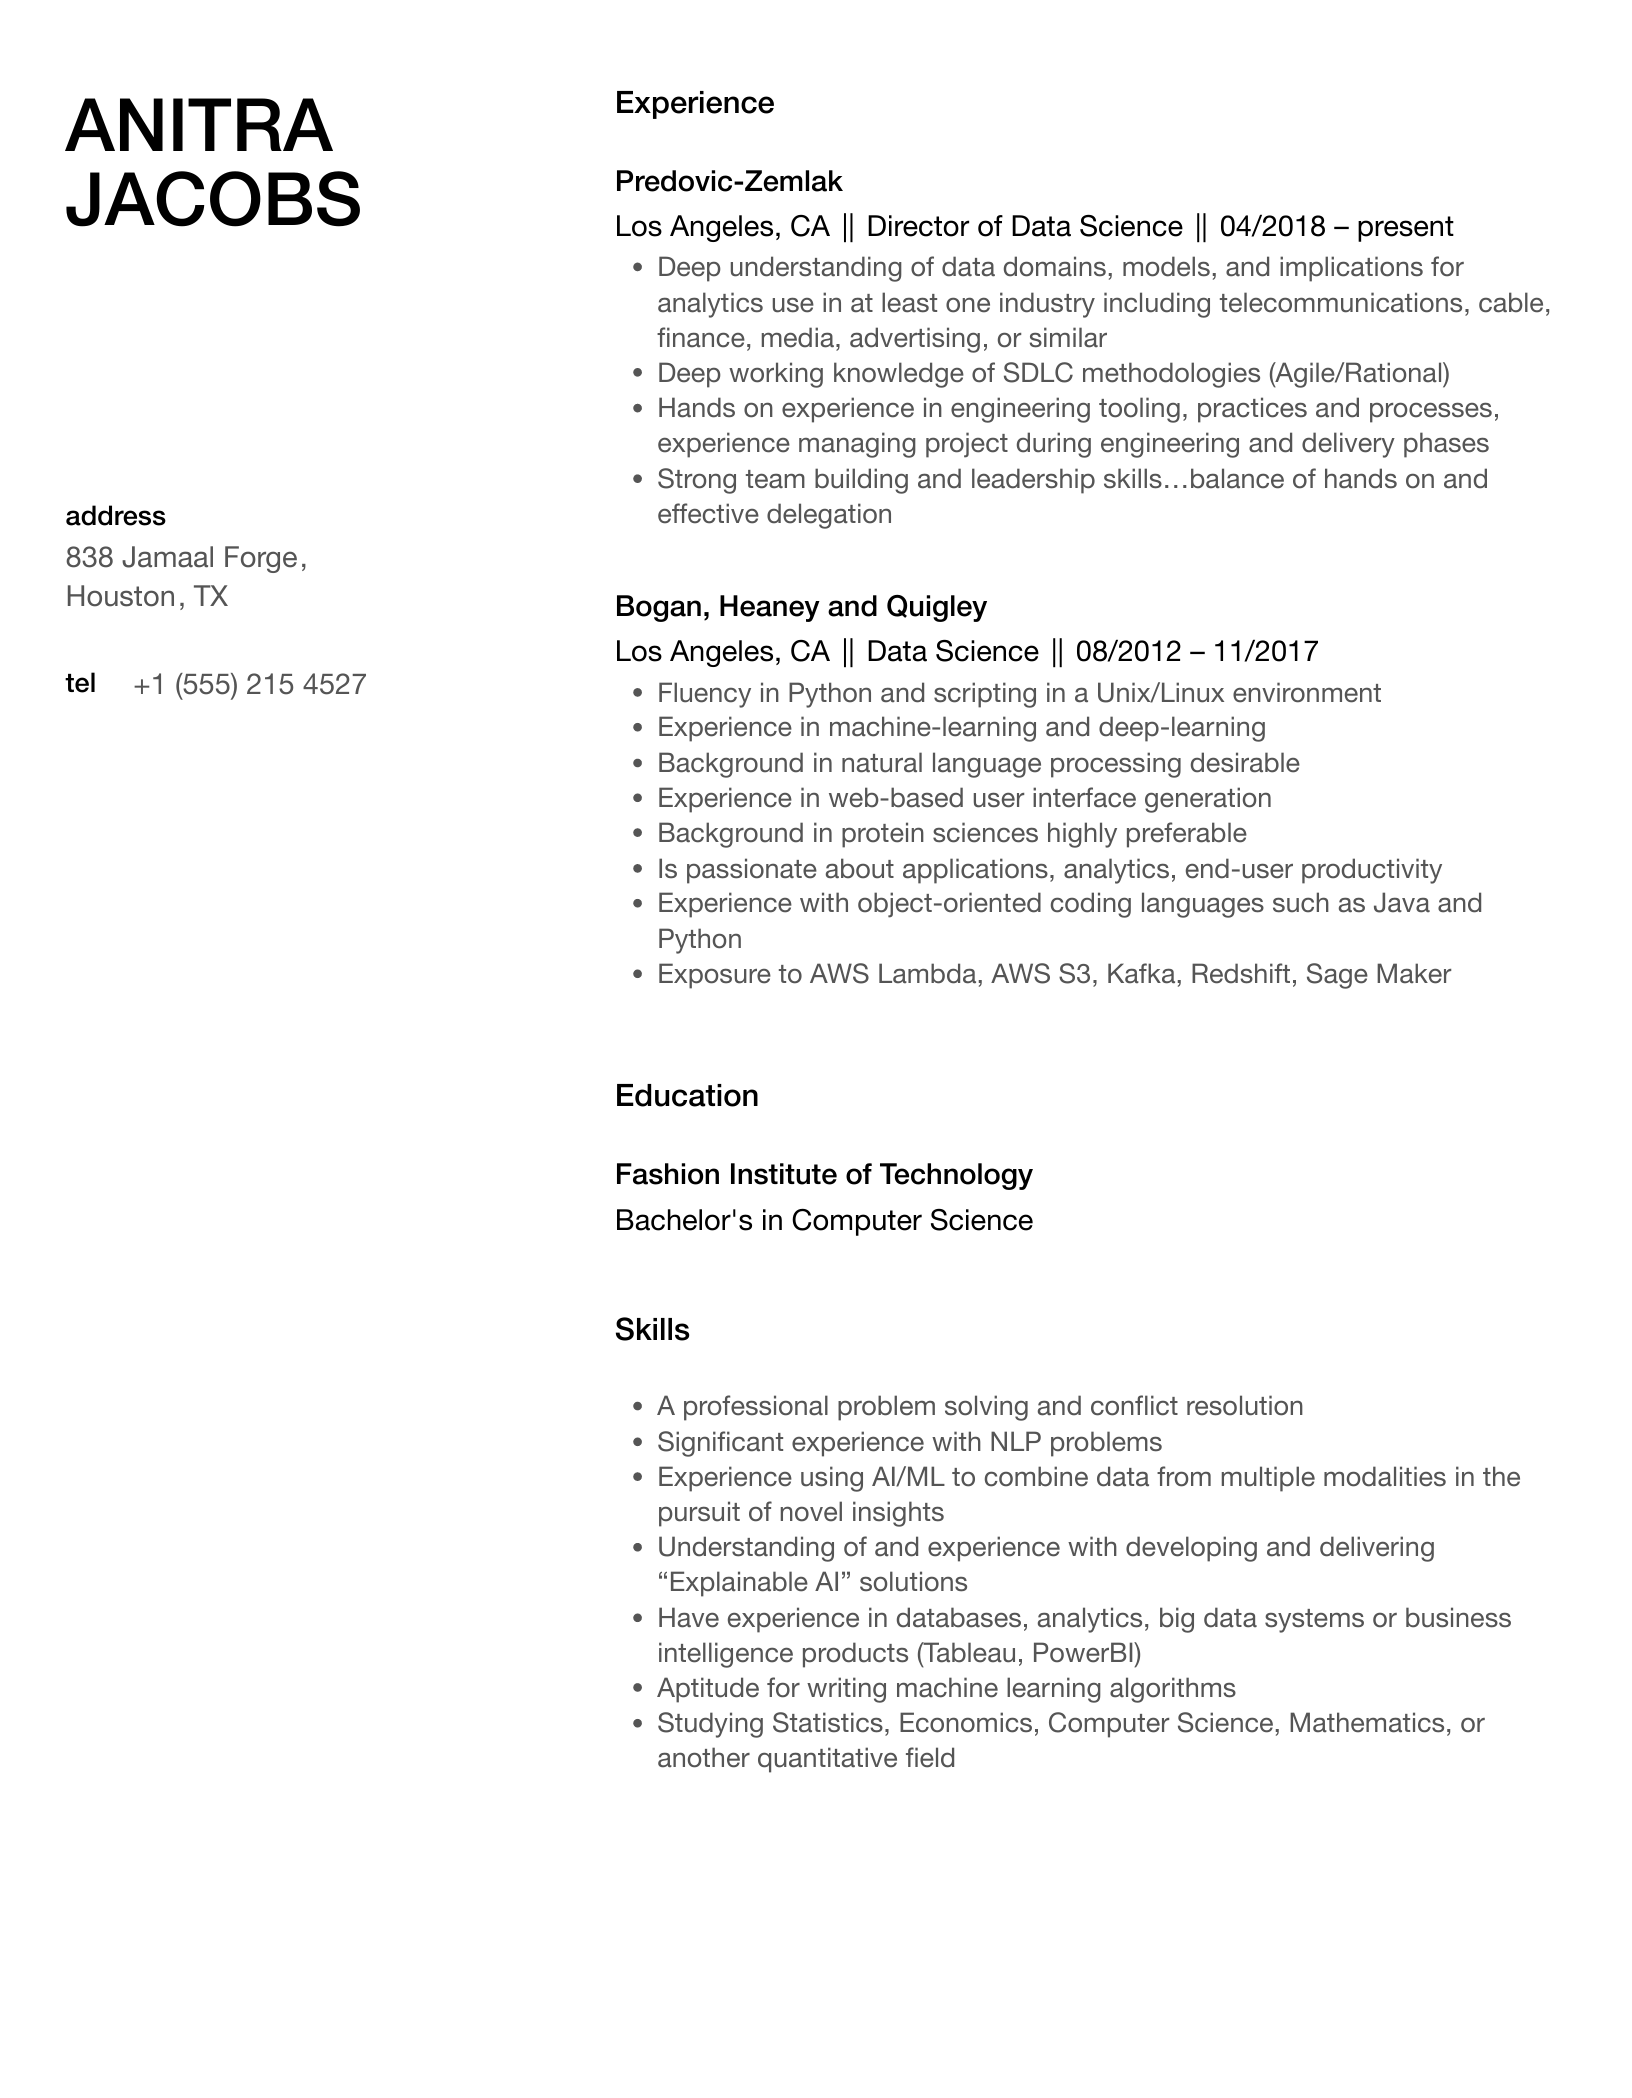 ANITRA
JACOBS
address
838 Jamaal Forge,
Houston, TX
tel +1 (555) 215 4527
Experience
Predovic-Zemlak
Los Angeles, CA || Director of Data Science || 04/2018 – present
• Deep understanding of data domains, models, and implications for
analytics use in at least one industry including telecommunications, cable,
finance, media, advertising, or similar
• Deep working knowledge of SDLC methodologies (Agile/Rational)
• Hands on experience in engineering tooling, practices and processes,
experience managing project during engineering and delivery phases
• Strong team building and leadership skills…balance of hands on and
effective delegation
Bogan, Heaney and Quigley
Los Angeles, CA || Data Science || 08/2012 – 11/2017
• Fluency in Python and scripting in a Unix/Linux environment
• Experience in machine-learning and deep-learning
• Background in natural language processing desirable
• Experience in web-based user interface generation
• Background in protein sciences highly preferable
• Is passionate about applications, analytics, end-user productivity
• Experience with object-oriented coding languages such as Java and
Python
• Exposure to AWS Lambda, AWS S3, Kafka, Redshift, Sage Maker
Education
Fashion Institute of Technology
Bachelor's in Computer Science
Skills
• A professional problem solving and conflict resolution
• Significant experience with NLP problems
• Experience using AI/ML to combine data from multiple modalities in the
pursuit of novel insights
• Understanding of and experience with developing and delivering
“Explainable AI” solutions
• Have experience in databases, analytics, big data systems or business
intelligence products (Tableau, PowerBI)
• Aptitude for writing machine learning algorithms
• Studying Statistics, Economics, Computer Science, Mathematics, or
another quantitative field